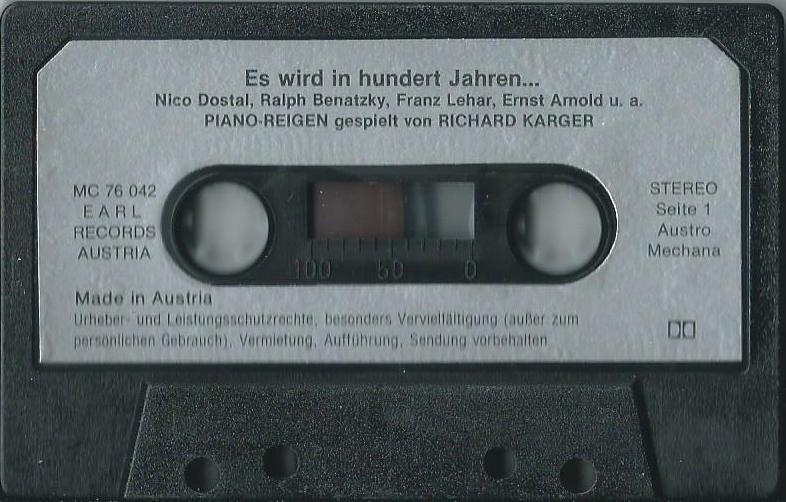 Es wird in hundert Jahren...
Nico Dostal, Ralph Benatzky, Franz Lehar, Ernst Arnold u. a.
PIANO-REIGEN gespielt von RICHARD KARGER
MC 76 042
EARL
RECORDS
AUSTRIA
100 50 0
STEREO
Seite 1
Austro
Mechana
Made in Austria
Urheber- und Leistungsschutzrechte, besonders Vervielfältigung (außer zum
persönlichen Gebrauch), Vermietung, Aufführung, Sendung vorbehalten